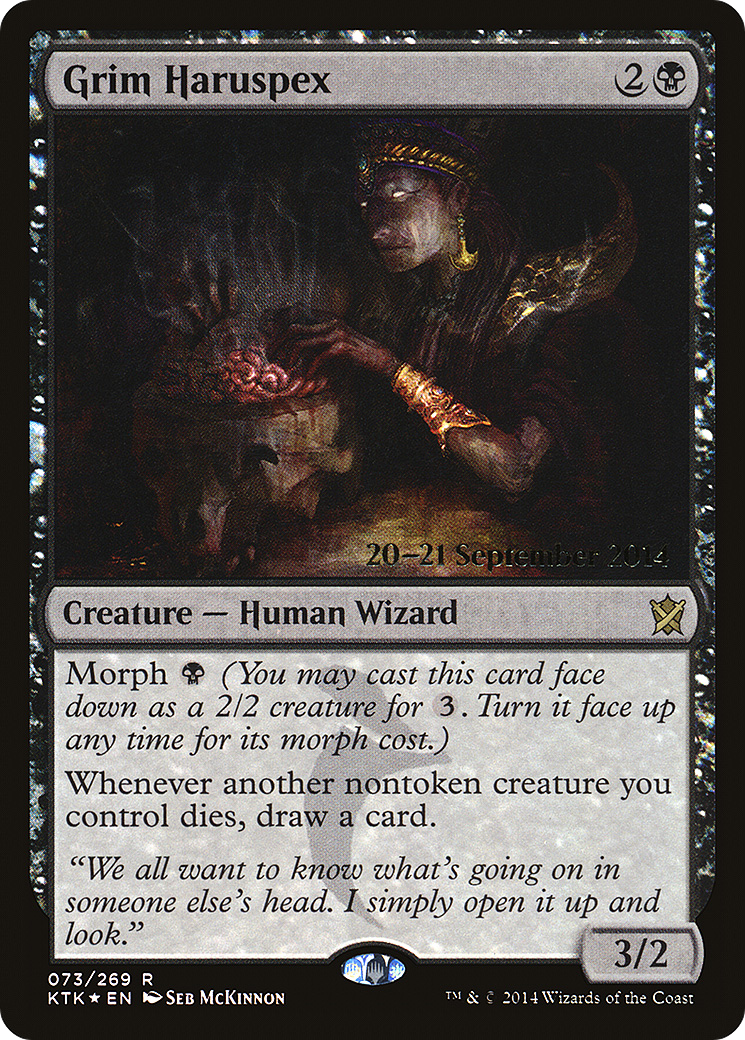 Grim Haruspex 2
20–21 September 2014
Creature — Human Wizard
Morph (You may cast this card face
down as a 2/2 creature for 3. Turn it face up
any time for its morph cost.)
Whenever another nontoken creature you
control dies, draw a card.
“We all want to know what’s going on in
someone else’s head. I simply open it up and
look.”
3/2
073/269 R
KTK★EN Seb McKinnon
™ & © 2014 Wizards of the Coast